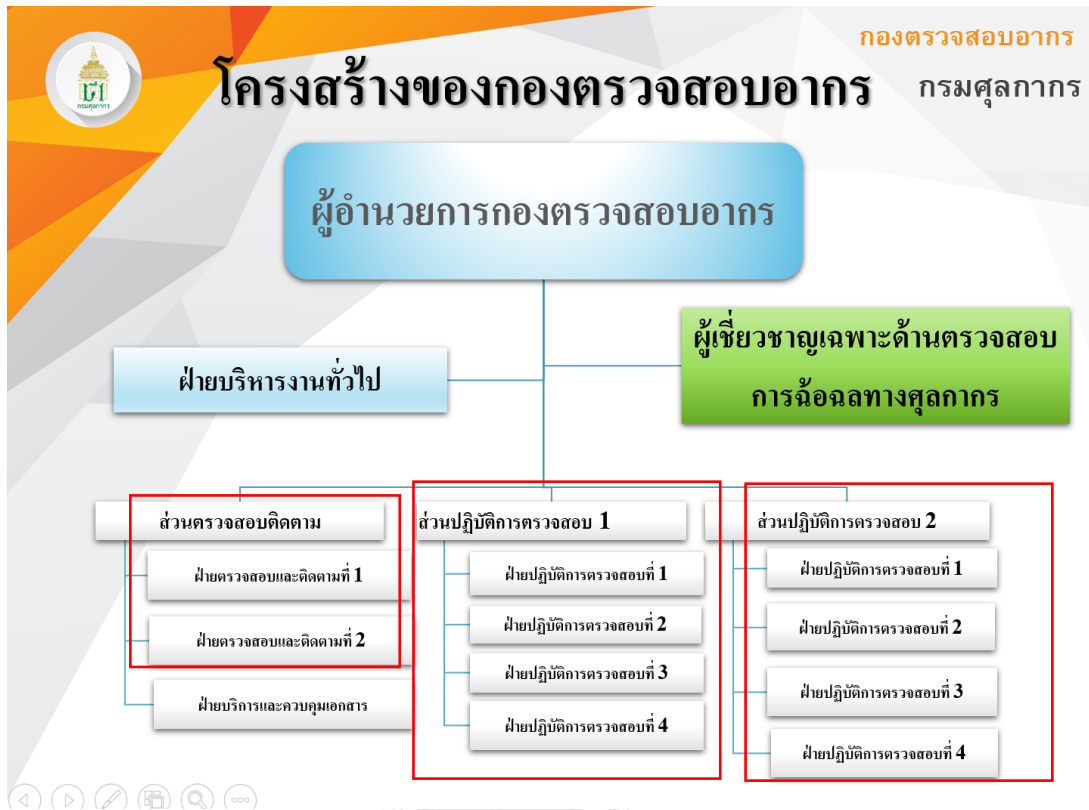 กองตรวจสอบอากร
โครงสร้างของกองตรวจสอบอากร
กรมศุลกากร
กรมศุลกากร
ผู้อำนวยการกองตรวจสอบอากร
ฝ่ายบริหารงานทั่วไป
ผู้เชี่ยวชาญเฉพาะด้านตรวจสอบ
การฉ้อฉลทางศุลกากร
ส่วนตรวจสอบติดตาม
ฝ่ายตรวจสอบและติดตามที่ 1
ฝ่ายตรวจสอบและติดตามที่ 2
ฝ่ายบริการและควบคุมเอกสาร
ส่วนปฏิบัติการตรวจสอบ 1
ฝ่ายปฏิบัติการตรวจสอบที่ 1
ฝ่ายปฏิบัติการตรวจสอบที่ 2
ฝ่ายปฏิบัติการตรวจสอบที่ 3
ฝ่ายปฏิบัติการตรวจสอบที่ 4
ส่วนปฏิบัติการตรวจสอบ 2
ฝ่ายปฏิบัติการตรวจสอบที่ 1
ฝ่ายปฏิบัติการตรวจสอบที่ 2
ฝ่ายปฏิบัติการตรวจสอบที่ 3
ฝ่ายปฏิบัติการตรวจสอบที่ 4